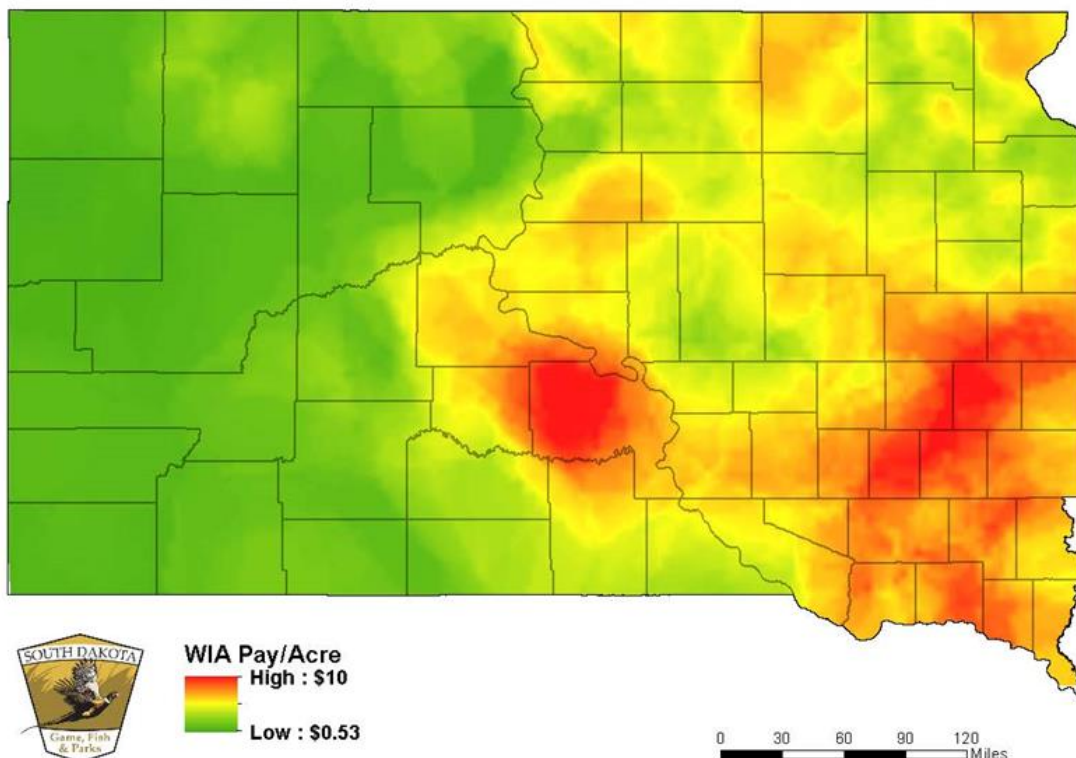 SOUTH DAKOTA
Game, Fish
& Parks
WIA Pay/Acre
High : $10
Low : $0.53
0 30 60 90 120
Miles